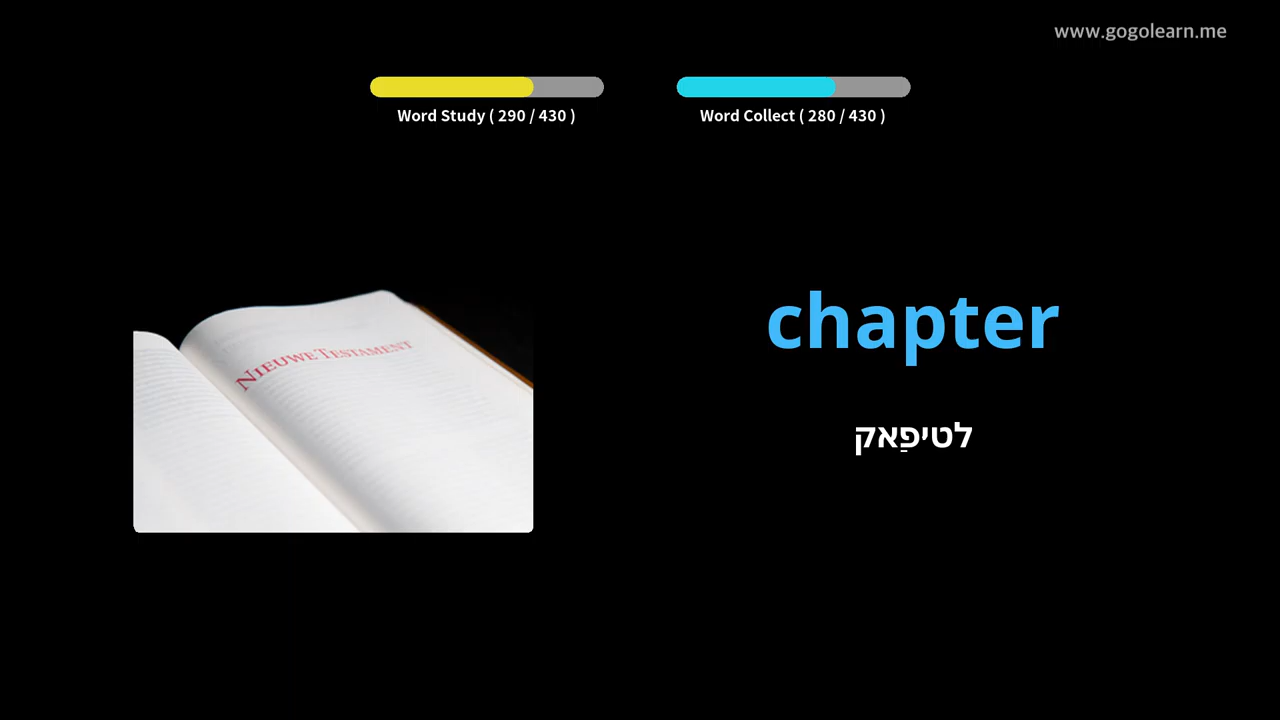 www.gogolearn.me
Word Study ( 290 / 430 )
Word Collect ( 280 / 430 )
NIEUWE TESTAMENT
chapter
לטיפַאק